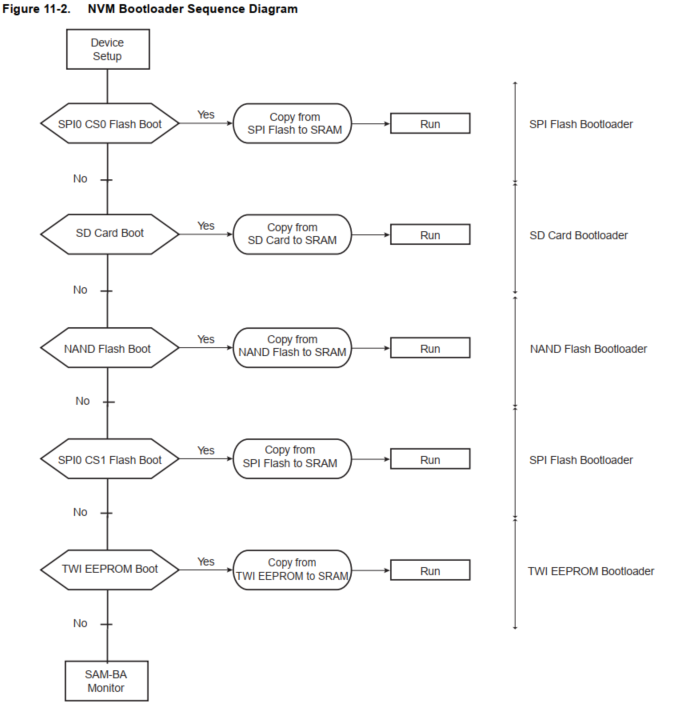 Figure 11-2. NVM Bootloader Sequence Diagram
Device
Setup
SPI0 CS0 Flash Boot
Yes
Copy from
SPI Flash to SRAM
Run
SPI Flash Bootloader
No
SD Card Boot
Yes
Copy from
SD Card to SRAM
Run
SD Card Bootloader
No
NAND Flash Boot
Yes
Copy from
NAND Flash to SRAM
Run
NAND Flash Bootloader
No
SPI0 CS1 Flash Boot
Yes
Copy from
SPI Flash to SRAM
Run
SPI Flash Bootloader
No
TWI EEPROM Boot
Yes
Copy from
TWI EEPROM to SRAM
Run
TWI EEPROM Bootloader
No
SAM-BA
Monitor